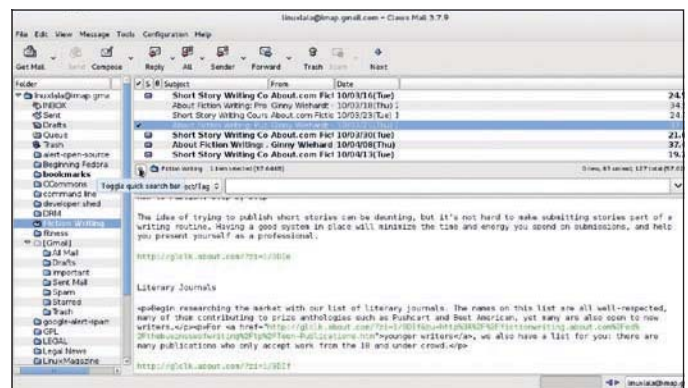 linuxlala@imap.gmail.com - Claws Mail 3.7.9
File Edit View Message Tools Configuration Help
Get Mail Send Compose Reply All Sender Forward Trash Next
Folder
S Subject From Date
linuxlala@imap.gma
INBOX
Sent
Drafts
Queue
Trash
alert-open-source
Beginning Fedora
bookmarks
CCommons
command line
developer shed
DRM
Fiction Writing
fitness
[Gmail]
All Mail
Drafts
Important
Sent Mail
Spam
Starred
Trash
google-alert-span
GPL
LEGAL
Legal News
LinuxMagazine
Short Story Writing Co About.com Fict 10/03/16(Tue)
About Fiction Writing: Pro Ginny Wiehardt - 10/03/18(Thu)
Short Story Writing Cours About.com Fictio 10/03/23(Tue)
Short Story Writing Co About.com Fict 10/03/30(Tue)
About Fiction Writing: Ginny Wiehard 10/04/08(Thu)
Short Story Writing Co About.com Fict 10/04/13(Tue)
Fiction Writing 1 item selected
Toggle quick search bar
The idea of trying to publish short stories can be daunting, but it's not hard to make submitting stories part of a
writing routine. Having a good system in place will minimize the time and energy you spend on submissions, and help
you present yourself as a professional.
Literary Journals
<p>Begin researching the market with our list of literary journals. The names on this list are all well-respected,
many of them contributing to prize anthologies such as Pushcart and Best American, yet many are also open to new
writers.</p><p>For <a href="
younger writers</a>, we also have a list for you: there are
many publications who only accept work from the 18 and under crowd.</p>